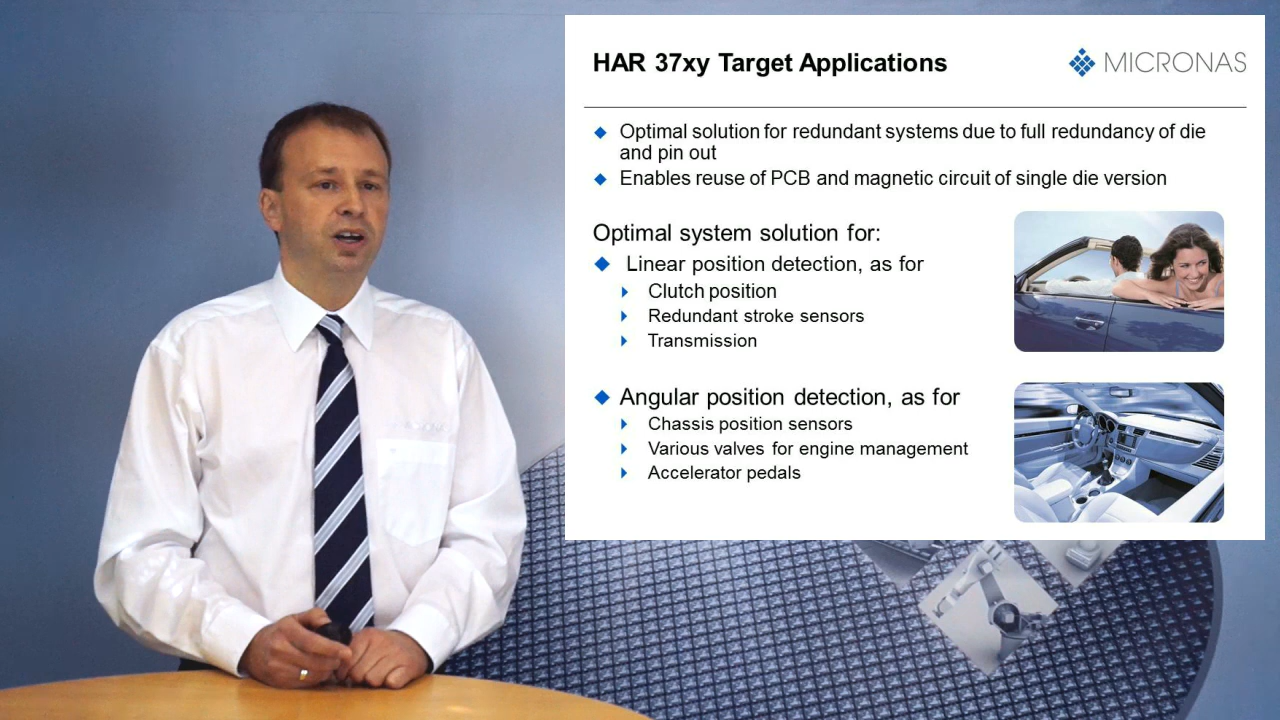 HAR 37xy Target Applications
MICRONAS
Optimal solution for redundant systems due to full redundancy of die
and pin out
Enables reuse of PCB and magnetic circuit of single die version
Optimal system solution for:
Linear position detection, as for
Clutch position
Redundant stroke sensors
Transmission
Angular position detection, as for
Chassis position sensors
Various valves for engine management
Accelerator pedals